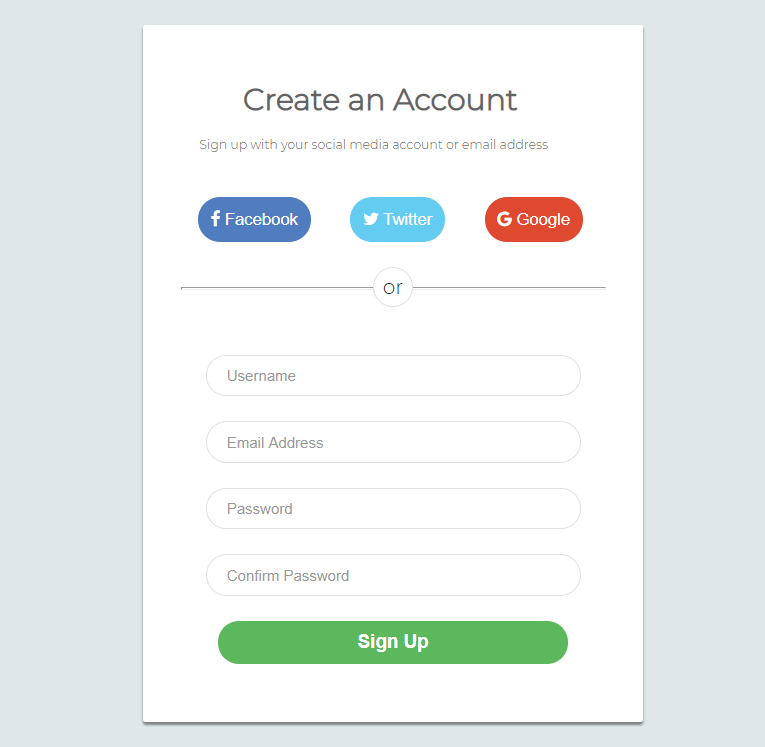 Create an Account
Sign up with your social media account or email address
Facebook Twitter Google
or
Username
Email Address
Password
Confirm Password
Sign Up